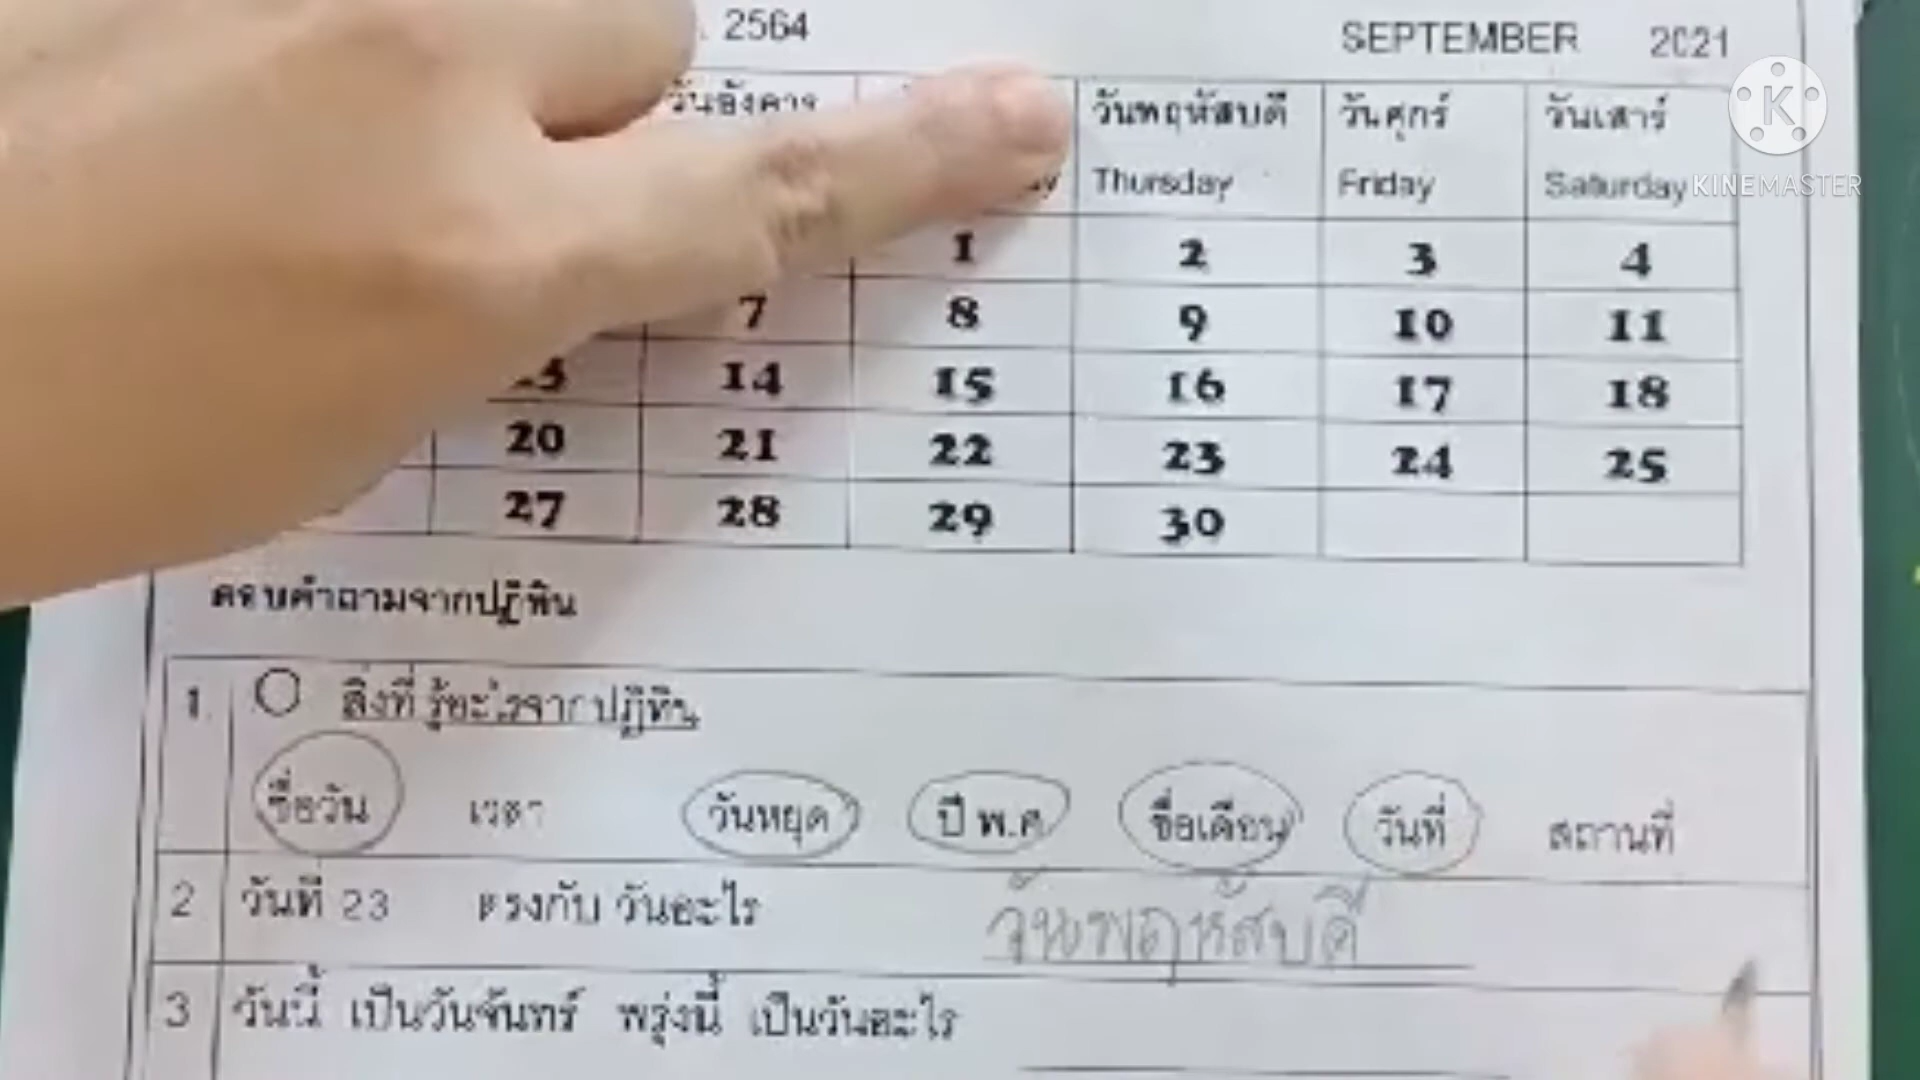 2564 SEPTEMBER 2021
วันอังคาร วันพฤหัสบดี วันศุกร์ วันเสาร์
Thursday Friday Saturday
KINEMASTER
1 2 3 4
7 8 9 10 11
14 15 16 17 18
20 21 22 23 24 25
27 28 29 30
ตอบคำถามจากปฏิทิน
1. สิ่งที่ รู้อะไรจากปฏิทิน
ชื่อวัน เวลา วันหยุด ปี พ.ศ ชื่อเดือน วันที่ สถานที่
2 วันที่ 23 ตรงกับ วันอะไร วันพฤหัสบดี
3 วันนี้ เป็นวันจันทร์ พรุ่งนี้ เป็นวันอะไร